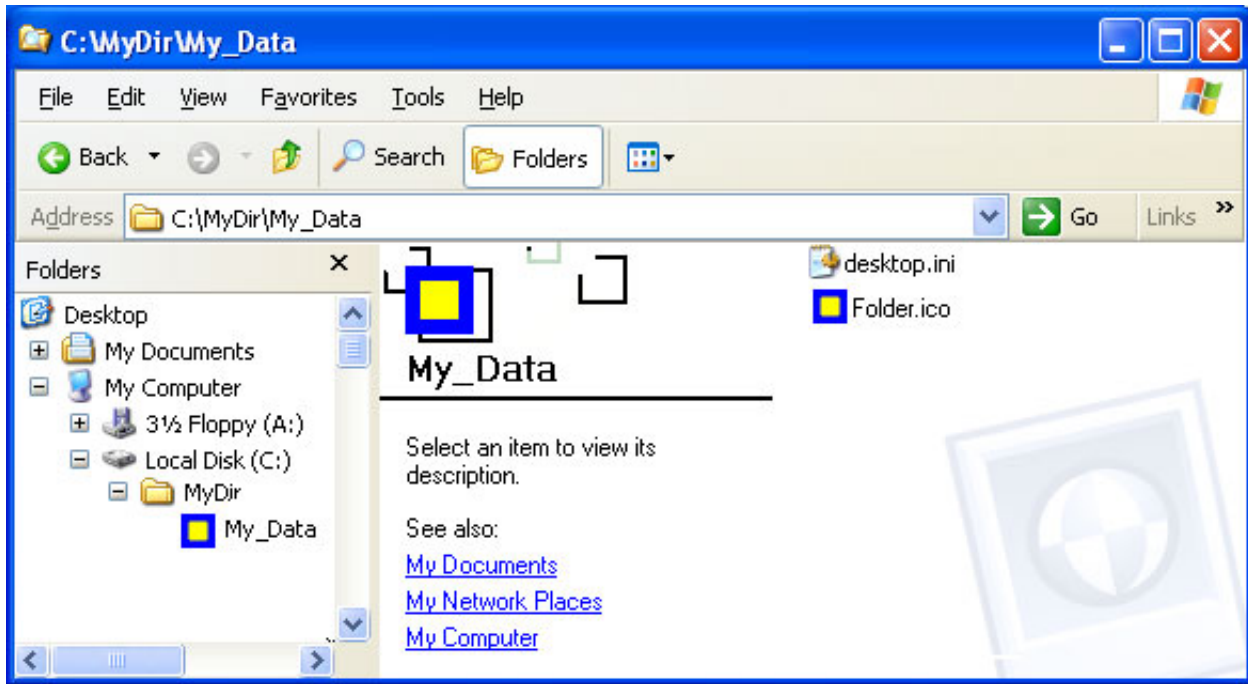 C:\MyDir\My_Data
File Edit View Favorites Tools Help
Back Search Folders
Address C:\MyDir\My_Data Go Links »
Folders ×
Desktop
My Documents
My Computer
3½ Floppy (A:)
Local Disk (C:)
MyDir
My_Data
My_Data
Select an item to view its
description.
See also:
My Documents
My Network Places
My Computer
desktop.ini
Folder.ico